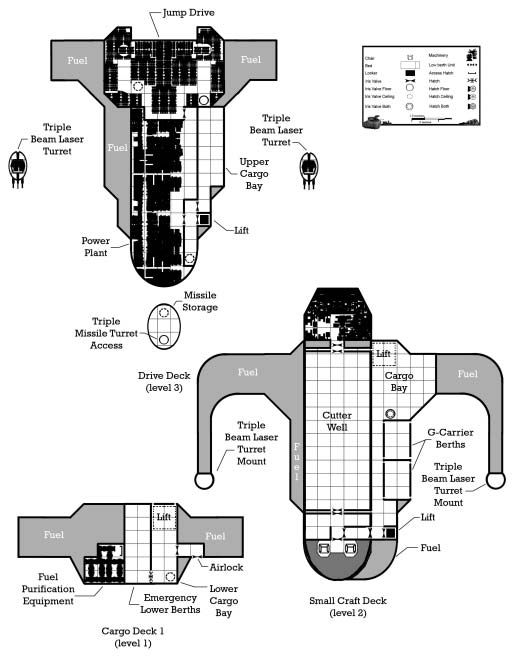 Jump Drive
Fuel
Fuel
Chair
Bed
Locker
Iris Valve
Iris Valve Floor
Iris Valve Ceiling
Iris Valve Both
Machinery
Low berth Unit
Access Hatch
Hatch
Hatch Floor
Hatch Ceiling
Hatch Both
Triple
Beam Laser
Turret
Triple
Beam Laser
Turret
Fuel
Upper
Cargo
Bay
Lift
Power
Plant
Missile
Storage
Triple
Missile Turret
Access
Drive Deck
(level 3)
Lift
Cargo
Bay
Fuel
Fuel
Cutter
Well
G-Carrier
Berths
Fuel
Triple
Beam Laser
Turret
Mount
Triple
Beam Laser
Turret
Mount
Lift
Fuel
Small Craft Deck
(level 2)
Lift
Fuel
Fuel
Airlock
Fuel
Purification
Equipment
Emergency
Lower Berths
Lower
Cargo
Bay
Cargo Deck 1
(level 1)